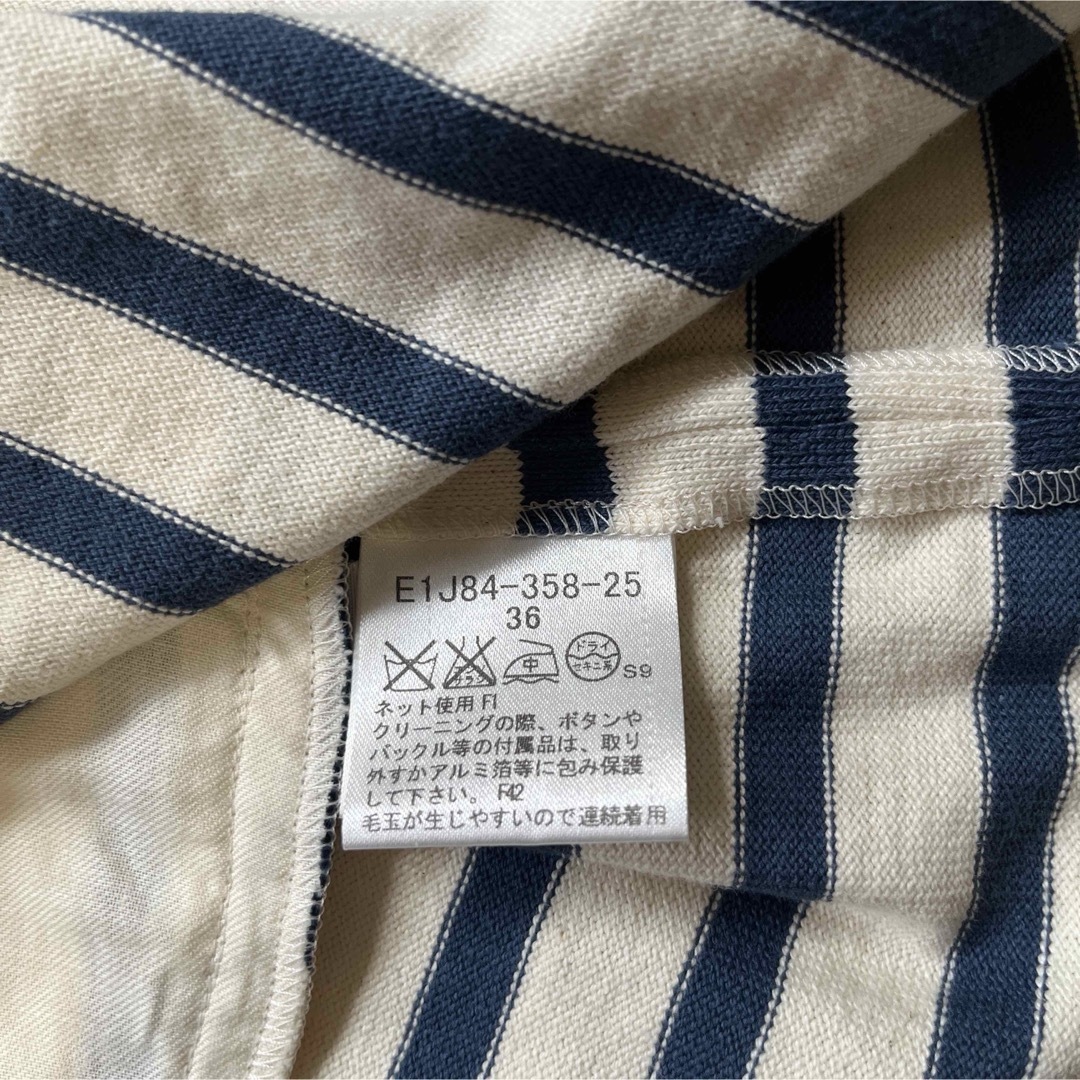 E1J84-358-25
36
中 ドライ
セキユ系 S9
ネット使用 F1
クリーニングの際、ボタンや
バックル等の付属品は、取り
外すかアルミ箔等に包み保護
して下さい。 F42
毛玉が生じやすいので連続着用